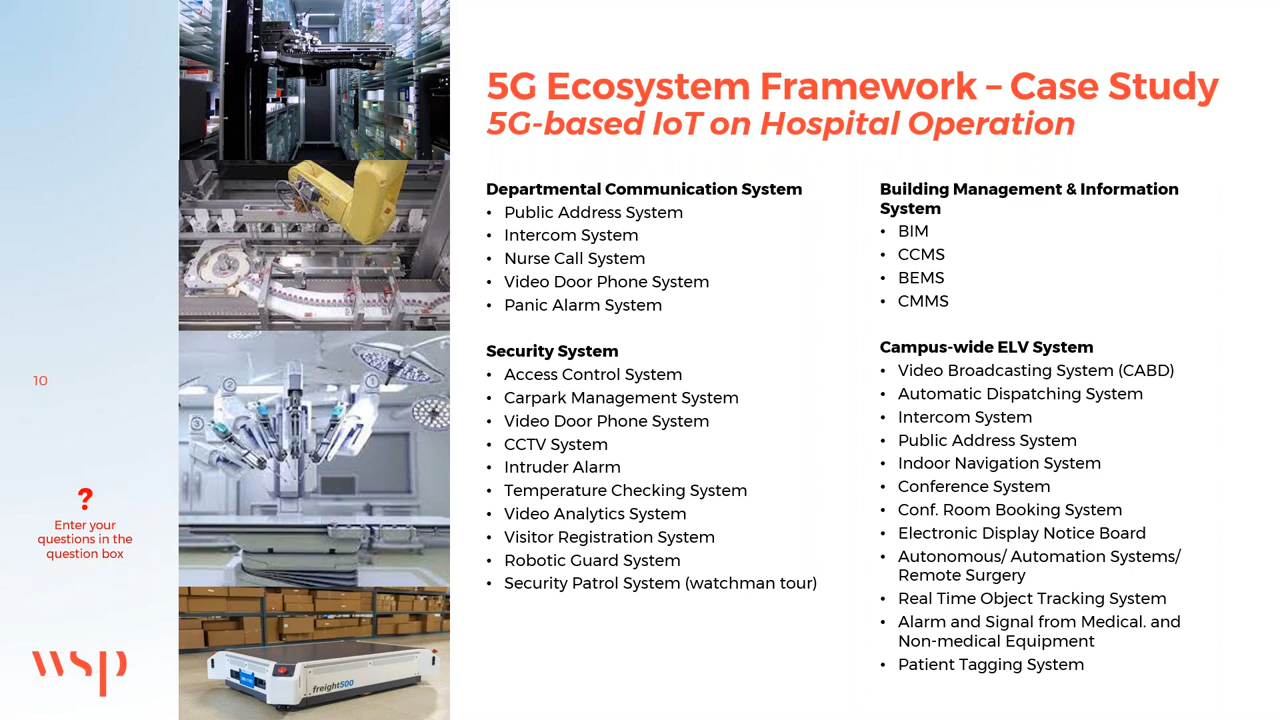 5G Ecosystem Framework – Case Study
5G-based IoT on Hospital Operation
Departmental Communication System
• Public Address System
• Intercom System
• Nurse Call System
• Video Door Phone System
• Panic Alarm System
Security System
• Access Control System
• Carpark Management System
• Video Door Phone System
• CCTV System
• Intruder Alarm
• Temperature Checking System
• Video Analytics System
• Visitor Registration System
• Robotic Guard System
• Security Patrol System (watchman tour)
Building Management & Information
System
• BIM
• CCMS
• BEMS
• CMMS
Campus-wide ELV System
• Video Broadcasting System (CABD)
• Automatic Dispatching System
• Intercom System
• Public Address System
• Indoor Navigation System
• Conference System
• Conf. Room Booking System
• Electronic Display Notice Board
• Autonomous/ Automation Systems/
Remote Surgery
• Real Time Object Tracking System
• Alarm and Signal from Medical. and
Non-medical Equipment
• Patient Tagging System
10
?
Enter your
questions in the
question box
wsp
2
1
3
freight500